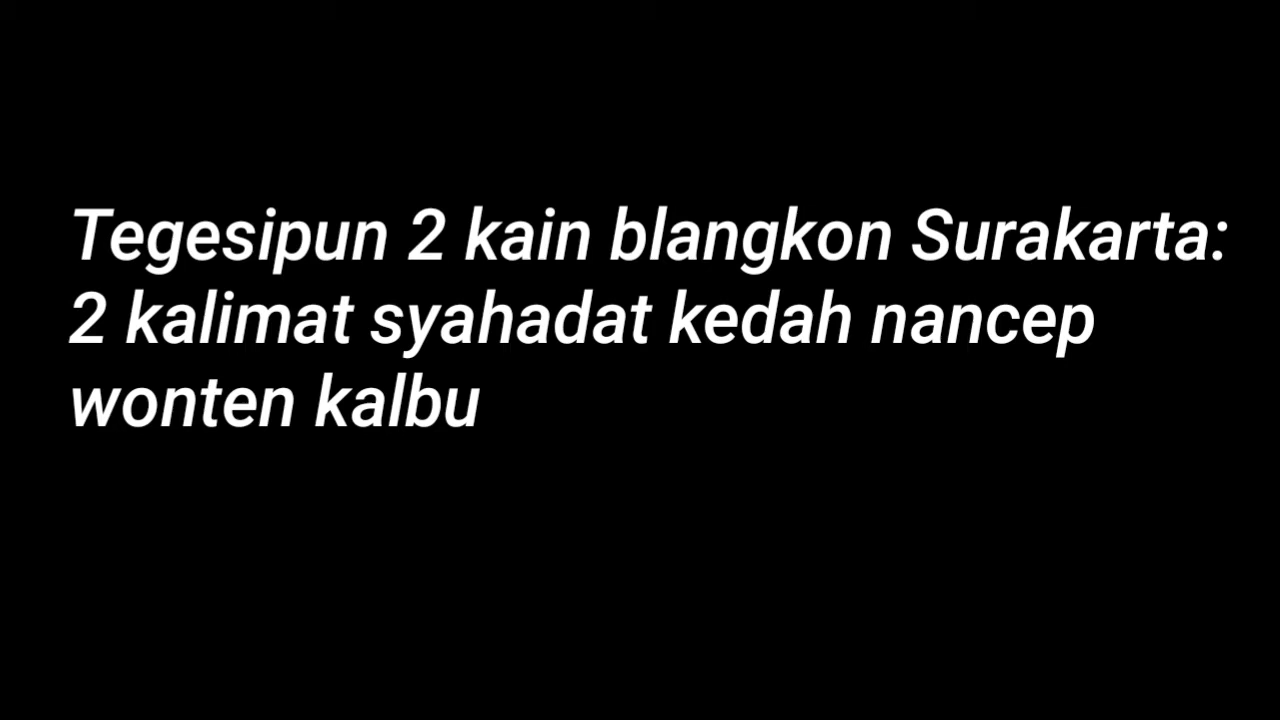 Tegesipun 2 kain blangkon Surakarta:
2 kalimat syahadat kedah nancep
wonten kalbu